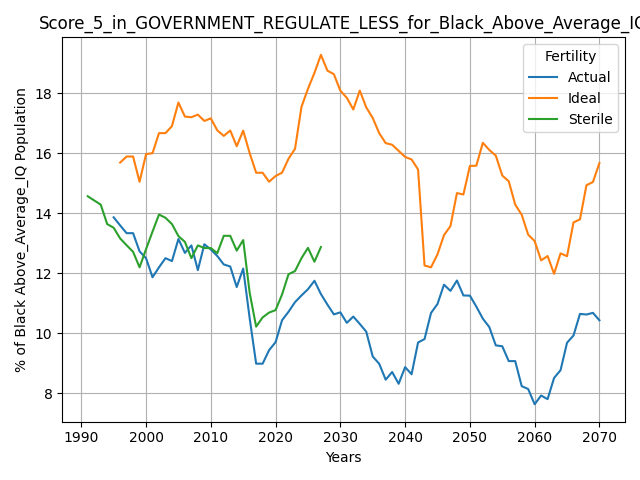 Score_5_in_GOVERNMENT_REGULATE_LESS_for_Black_Above_Average_IQ
% of Black Above_Average_IQ Population
18
16
14
12
10
8
1990 2000 2010 2020 2030 2040 2050 2060 2070
Years
Fertility
Actual
Ideal
Sterile